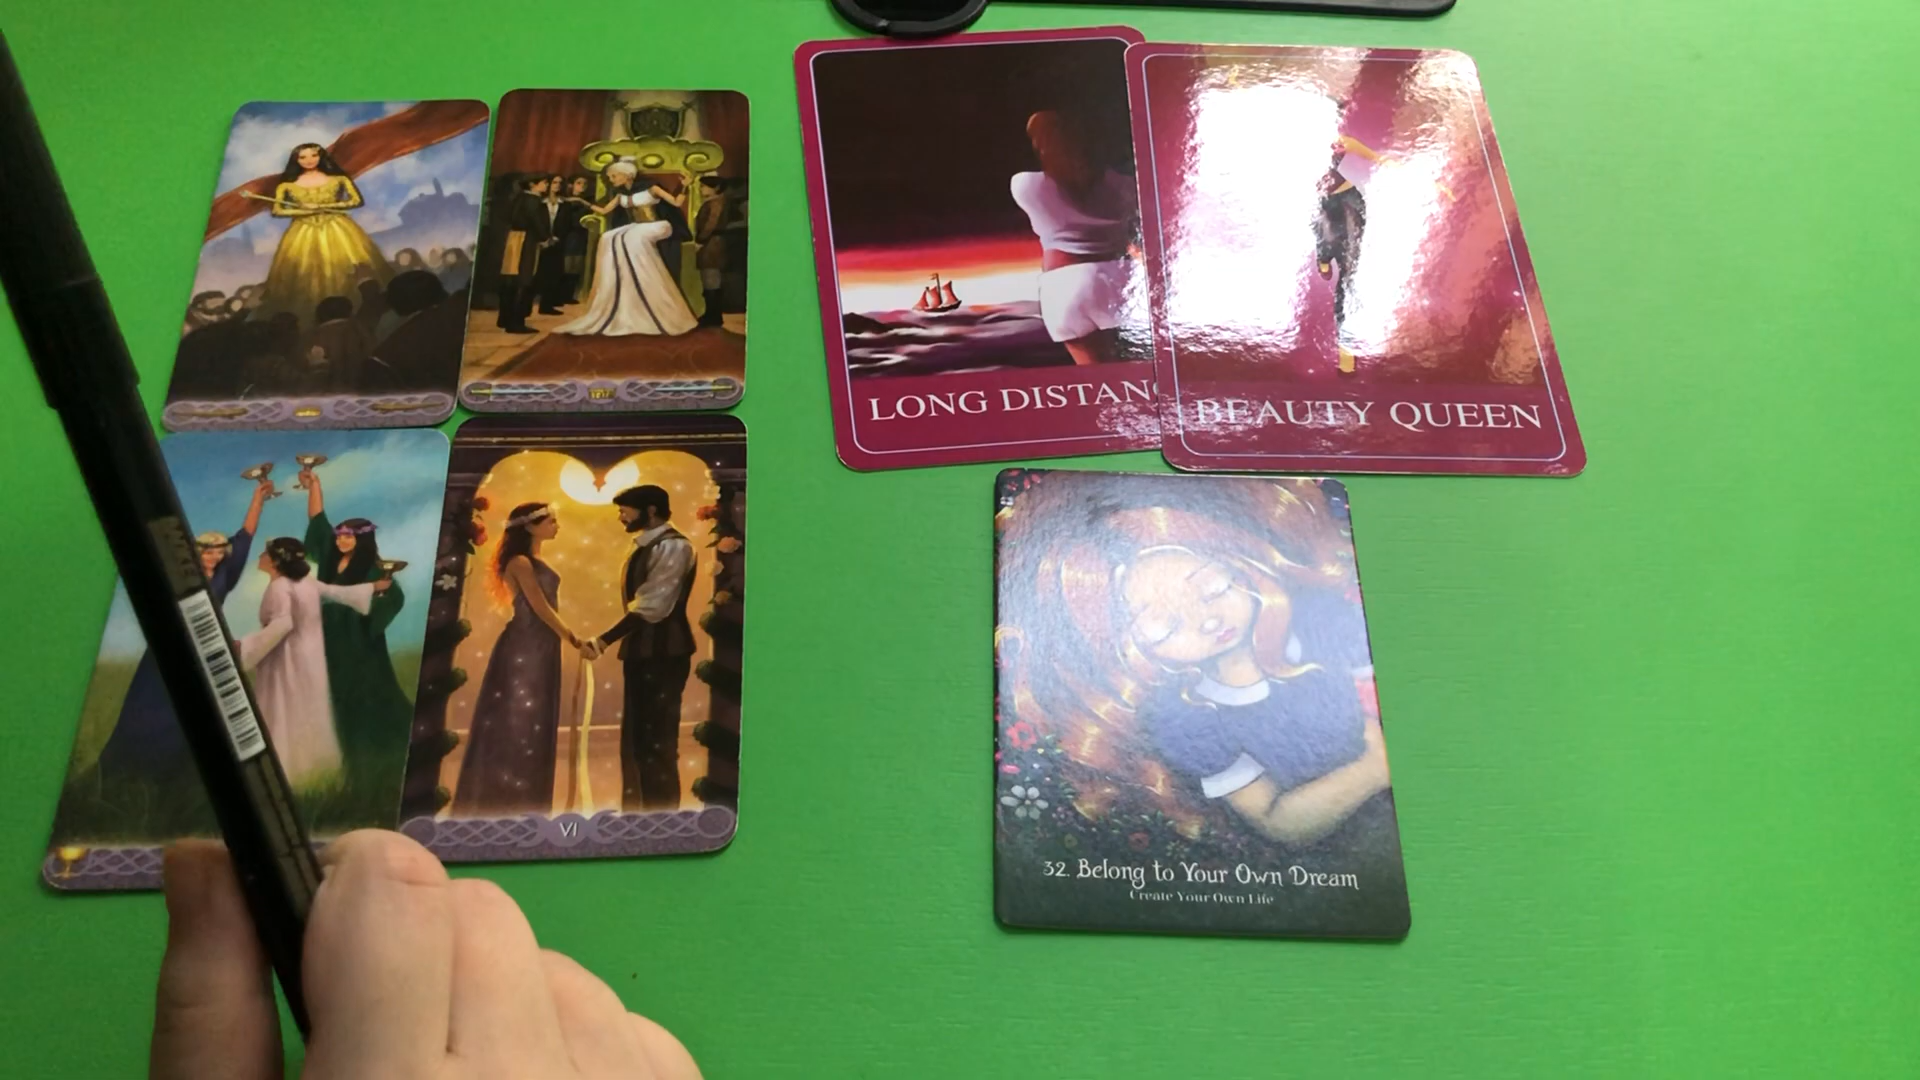 LONG DISTANC
BEAUTY QUEEN
VI
32. Belong to Your Own Dream
Create Your Own Life